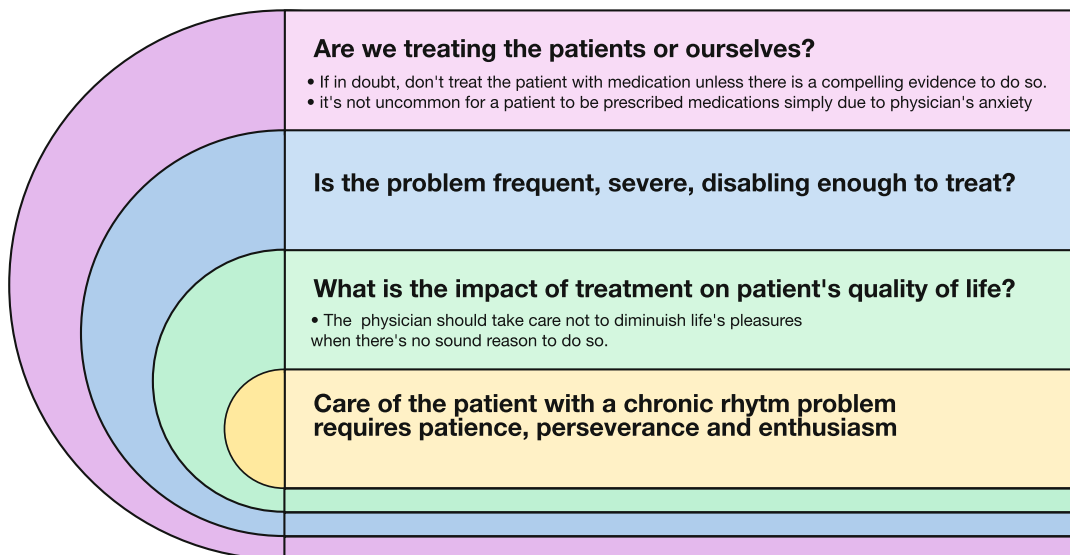 Are we treating the patients or ourselves?
• If in doubt, don't treat the patient with medication unless there is a compelling evidence to do so.
• it's not uncommon for a patient to be prescribed medications simply due to physician's anxiety
Is the problem frequent, severe, disabling enough to treat?
What is the impact of treatment on patient's quality of life?
• The  physician should take care not to diminuish life's pleasures
when there's no sound reason to do so.
Care of the patient with a chronic rhytm problem
requires patience, perseverance and enthusiasm